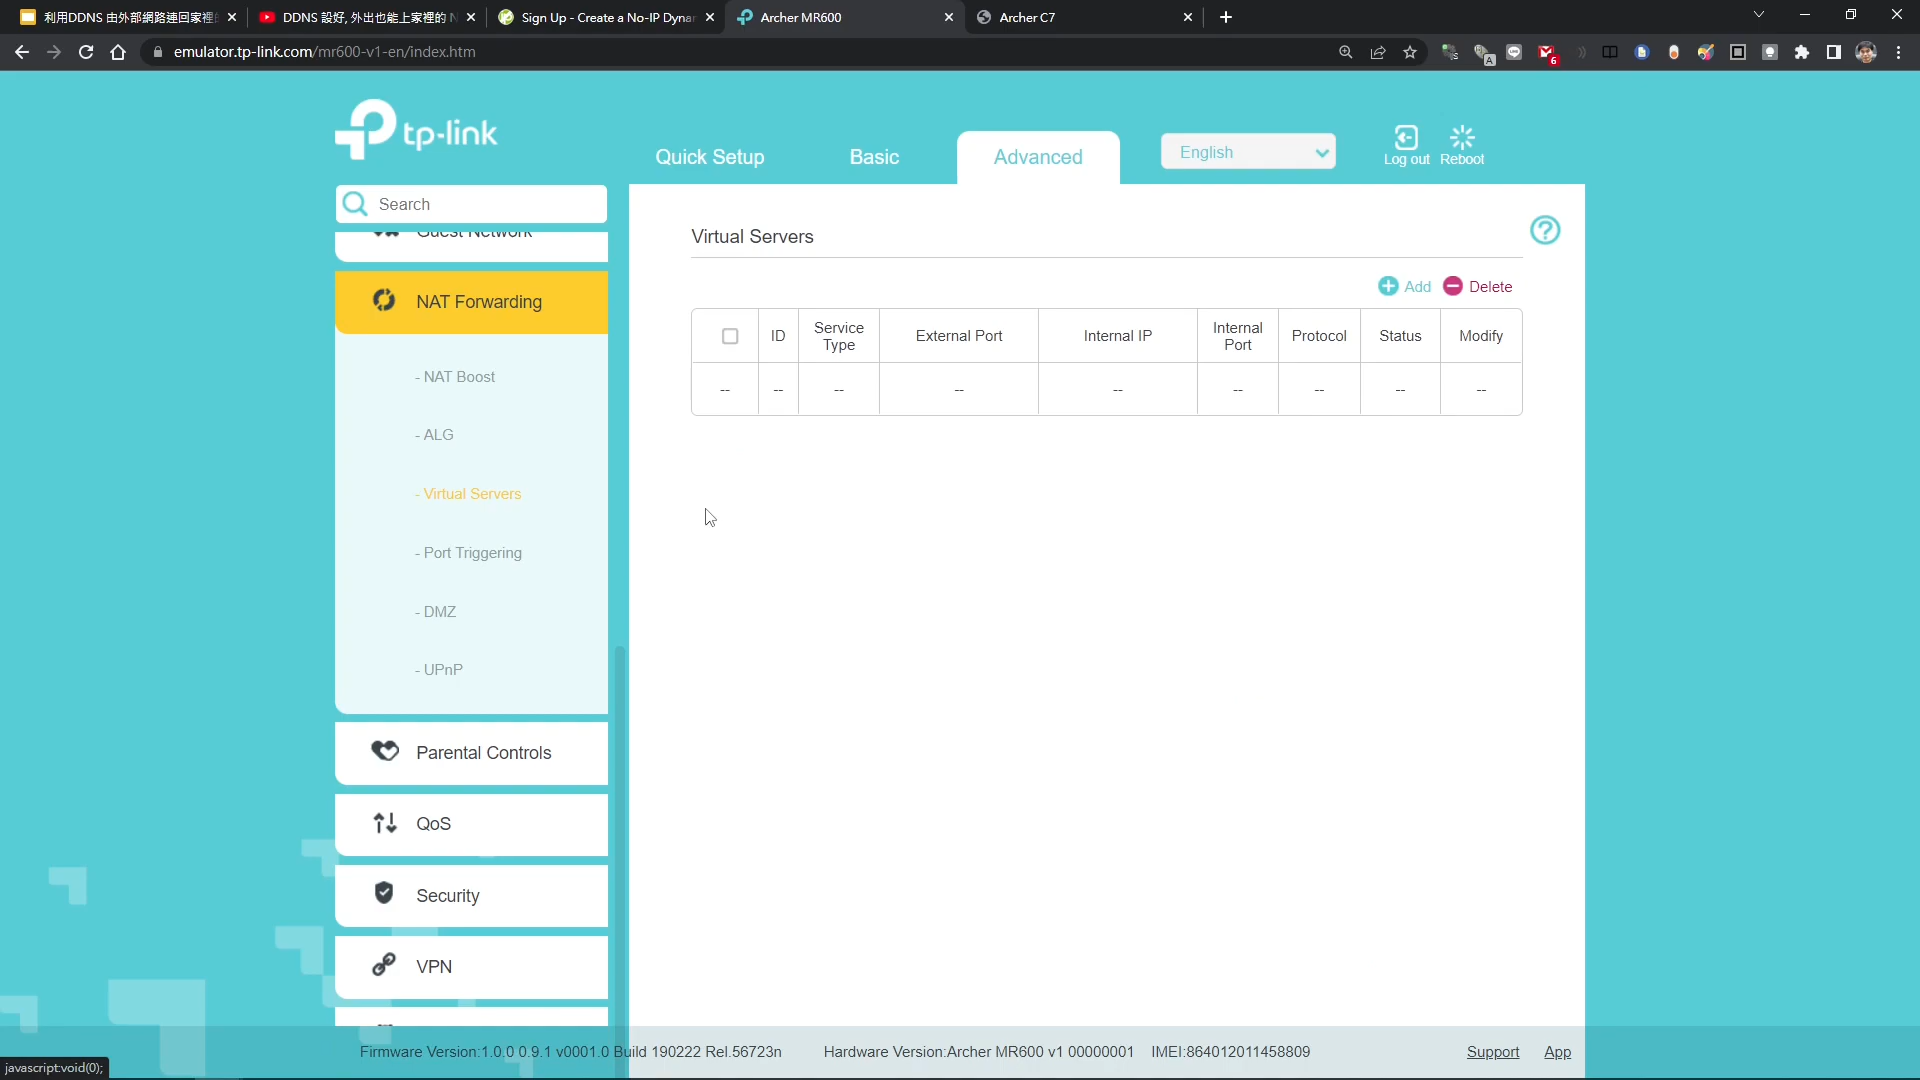 利用DDNS 由外部網路連回家裡
DDNS 設好, 外出也能上家裡的 N
Sign Up - Create a No-IP Dynam
Archer MR600
Archer C7
emulator.tp-link.com/mr600-v1-en/index.htm
A
6
tp-link
Quick Setup
Basic
Advanced
English
Log out
Reboot
Search
Guest Network
NAT Forwarding
- NAT Boost
- ALG
- Virtual Servers
- Port Triggering
- DMZ
- UPnP
Parental Controls
QoS
Security
VPN
Virtual Servers
Add
Delete
ID
Service
Type
External Port
Internal IP
Internal
Port
Protocol
Status
Modify
-- -- -- -- -- -- -- -- --
Firmware Version:1.0.0 0.9.1 v0001.0 Build 190222 Rel.56723n
Hardware Version:Archer MR600 v1 00000001
IMEI:864012011458809
Support
App
javascript:void(0);